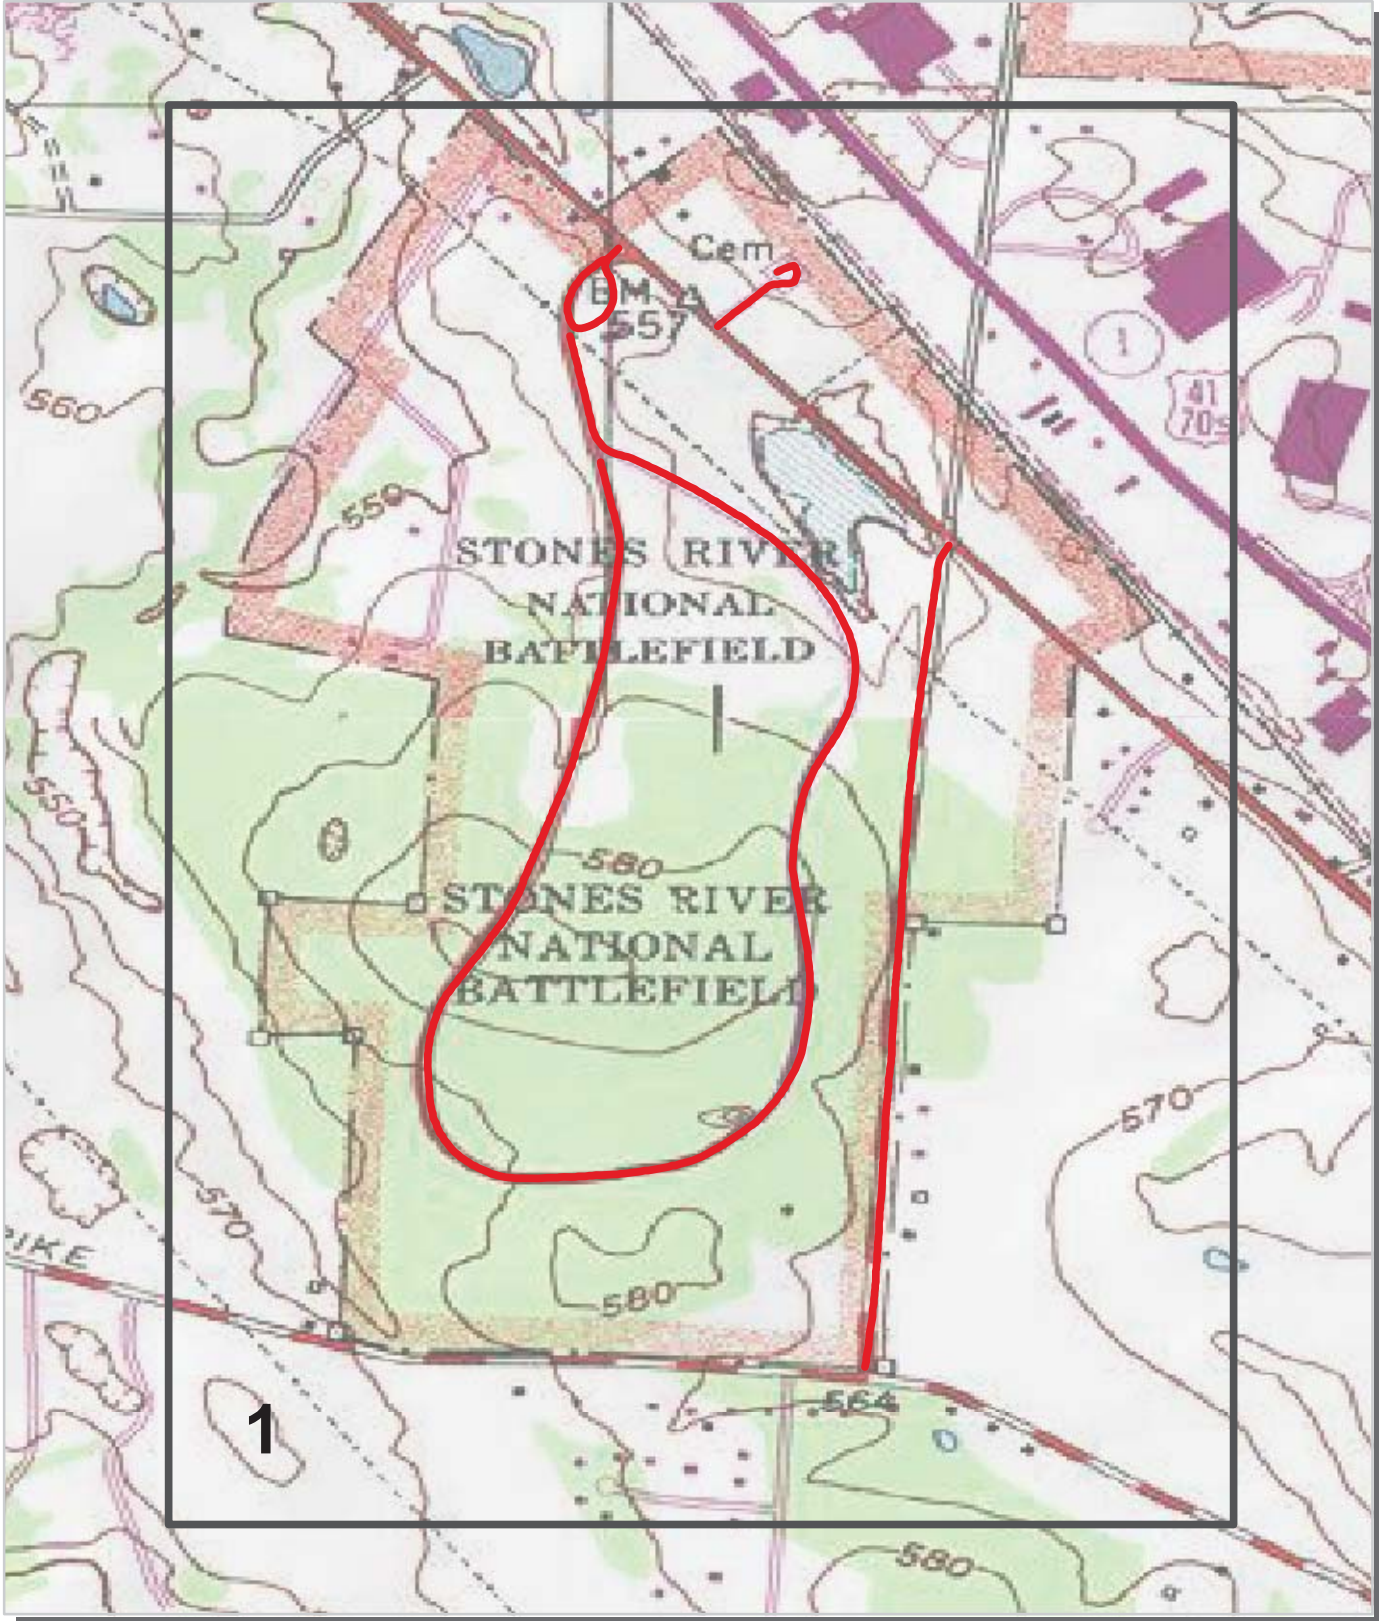 Cem
BM
557
560
1
41
70s
550
STONES RIVER
NATIONAL
BATTLEFIELD
550
580
STONES RIVER
NATIONAL
BATTLEFIELD
570
570
PIKE
580
564
1
580